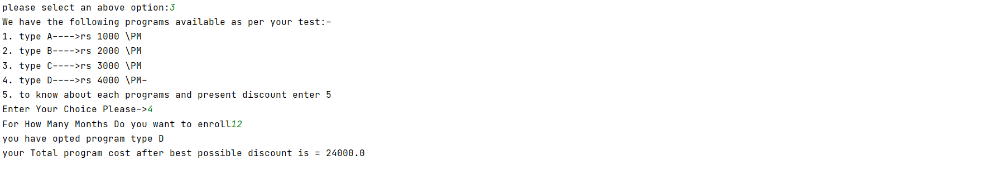 please select an above option:3
We have the following programs available as per your test:-
1. type A---->rs 1000 \PM
2. type B---->rs 2000 \PM
3. type C---->rs 3000 \PM
4. type D---->rs 4000 \PM-
5. to know about each programs and present discount enter 5
Enter Your Choice Please->4
For How Many Months Do you want to enroll12
you have opted program type D
your Total program cost after best possible discount is = 24000.0